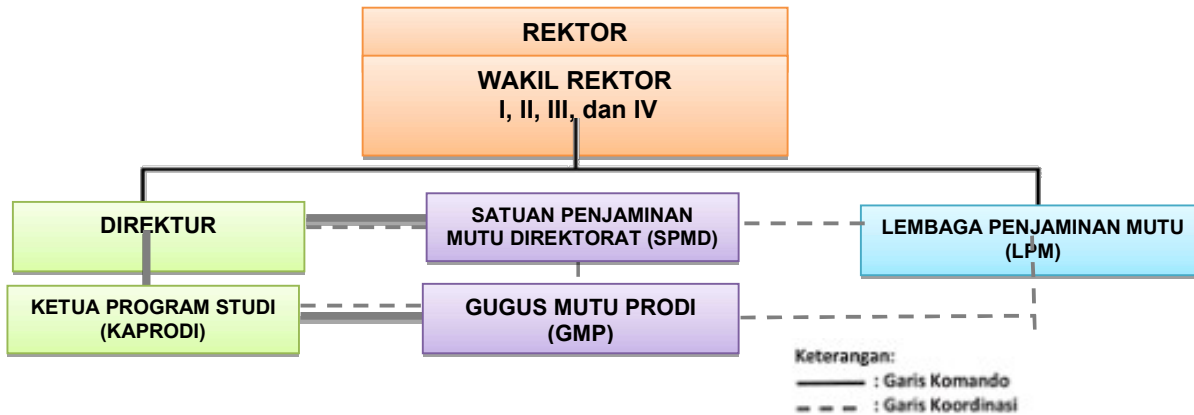 REKTOR
WAKIL REKTOR
I, II, III, dan IV
DIREKTUR
SATUAN PENJAMINAN
MUTU DIREKTORAT (SPMD)
LEMBAGA PENJAMINAN MUTU
(LPM)
KETUA PROGRAM STUDI
(KAPRODI)
GUGUS MUTU PRODI
(GMP)
Keterangan:
: Garis Komando
: Garis Koordinasi